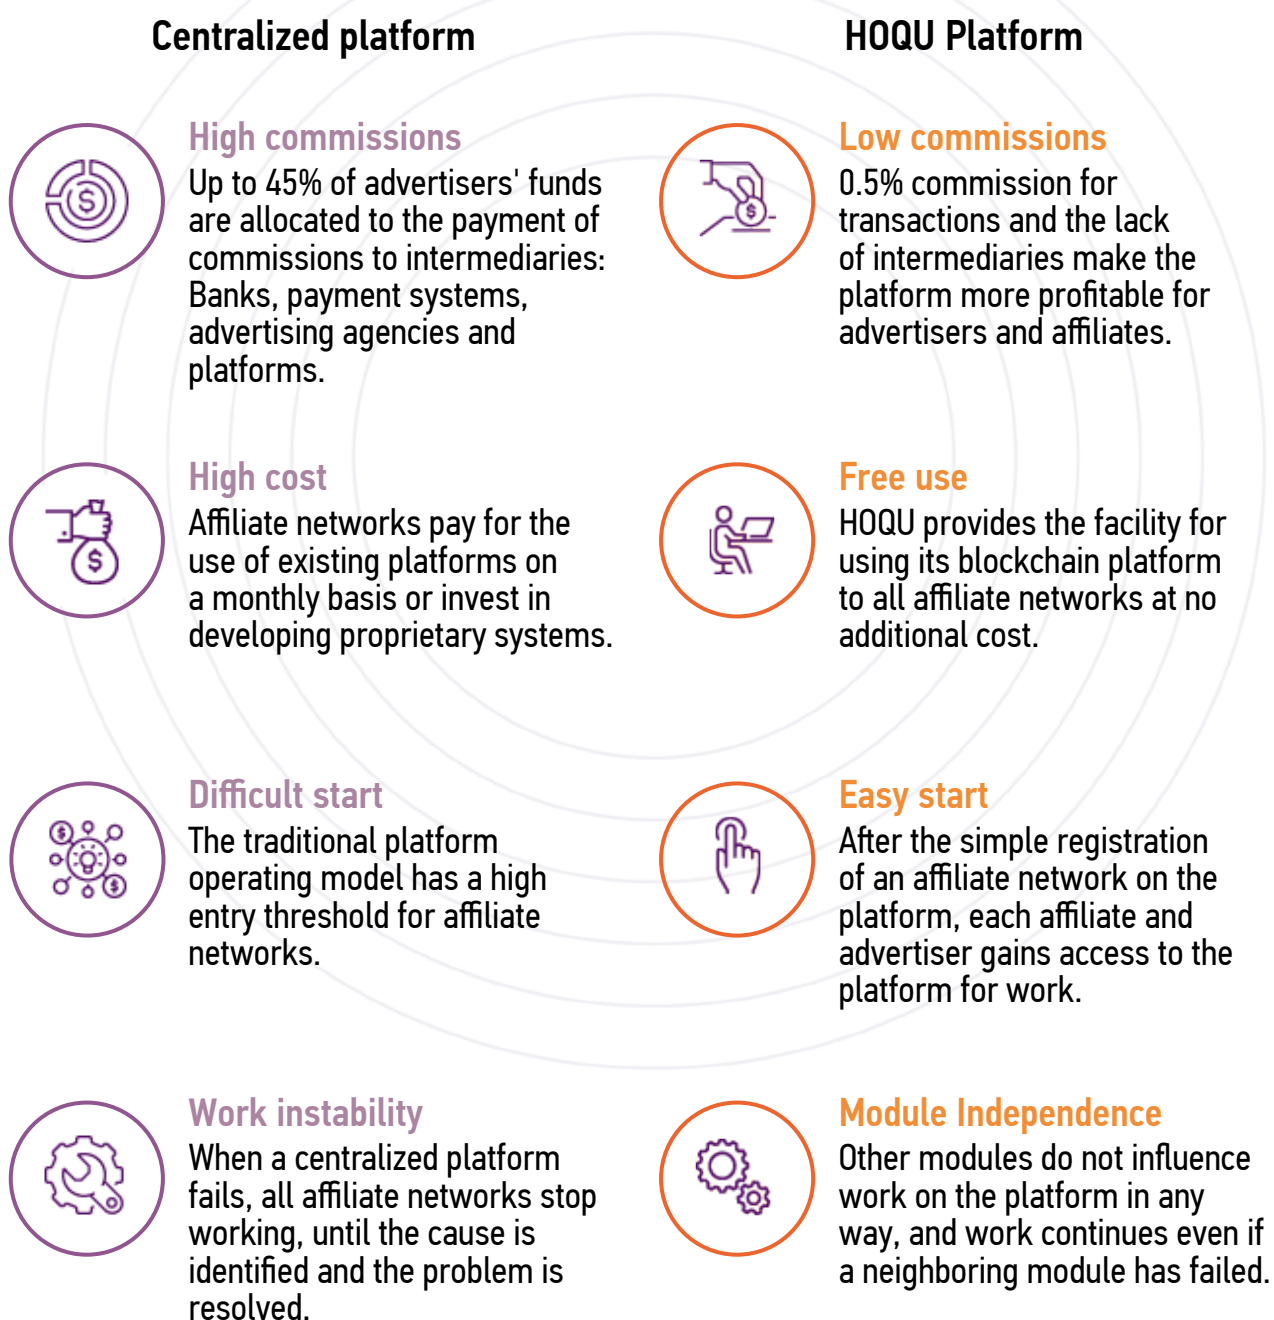 Centralized platform
HOQU Platform
High commissions
Up to 45% of advertisers' funds
are allocated to the payment of
commissions to intermediaries:
Banks, payment systems,
advertising agencies and
platforms.
Low commissions
0.5% commission for
transactions and the lack
of intermediaries make the
platform more profitable for
advertisers and affiliates.
High cost
Affiliate networks pay for the
use of existing platforms on
a monthly basis or invest in
developing proprietary systems.
Free use
HOQU provides the facility for
using its blockchain platform
to all affiliate networks at no
additional cost.
Difficult start
The traditional platform
operating model has a high
entry threshold for affiliate
networks.
Easy start
After the simple registration
of an affiliate network on the
platform, each affiliate and
advertiser gains access to the
platform for work.
Work instability
When a centralized platform
fails, all affiliate networks stop
working, until the cause is
identified and the problem is
resolved.
Module Independence
Other modules do not influence
work on the platform in any
way, and work continues even if
a neighboring module has failed.